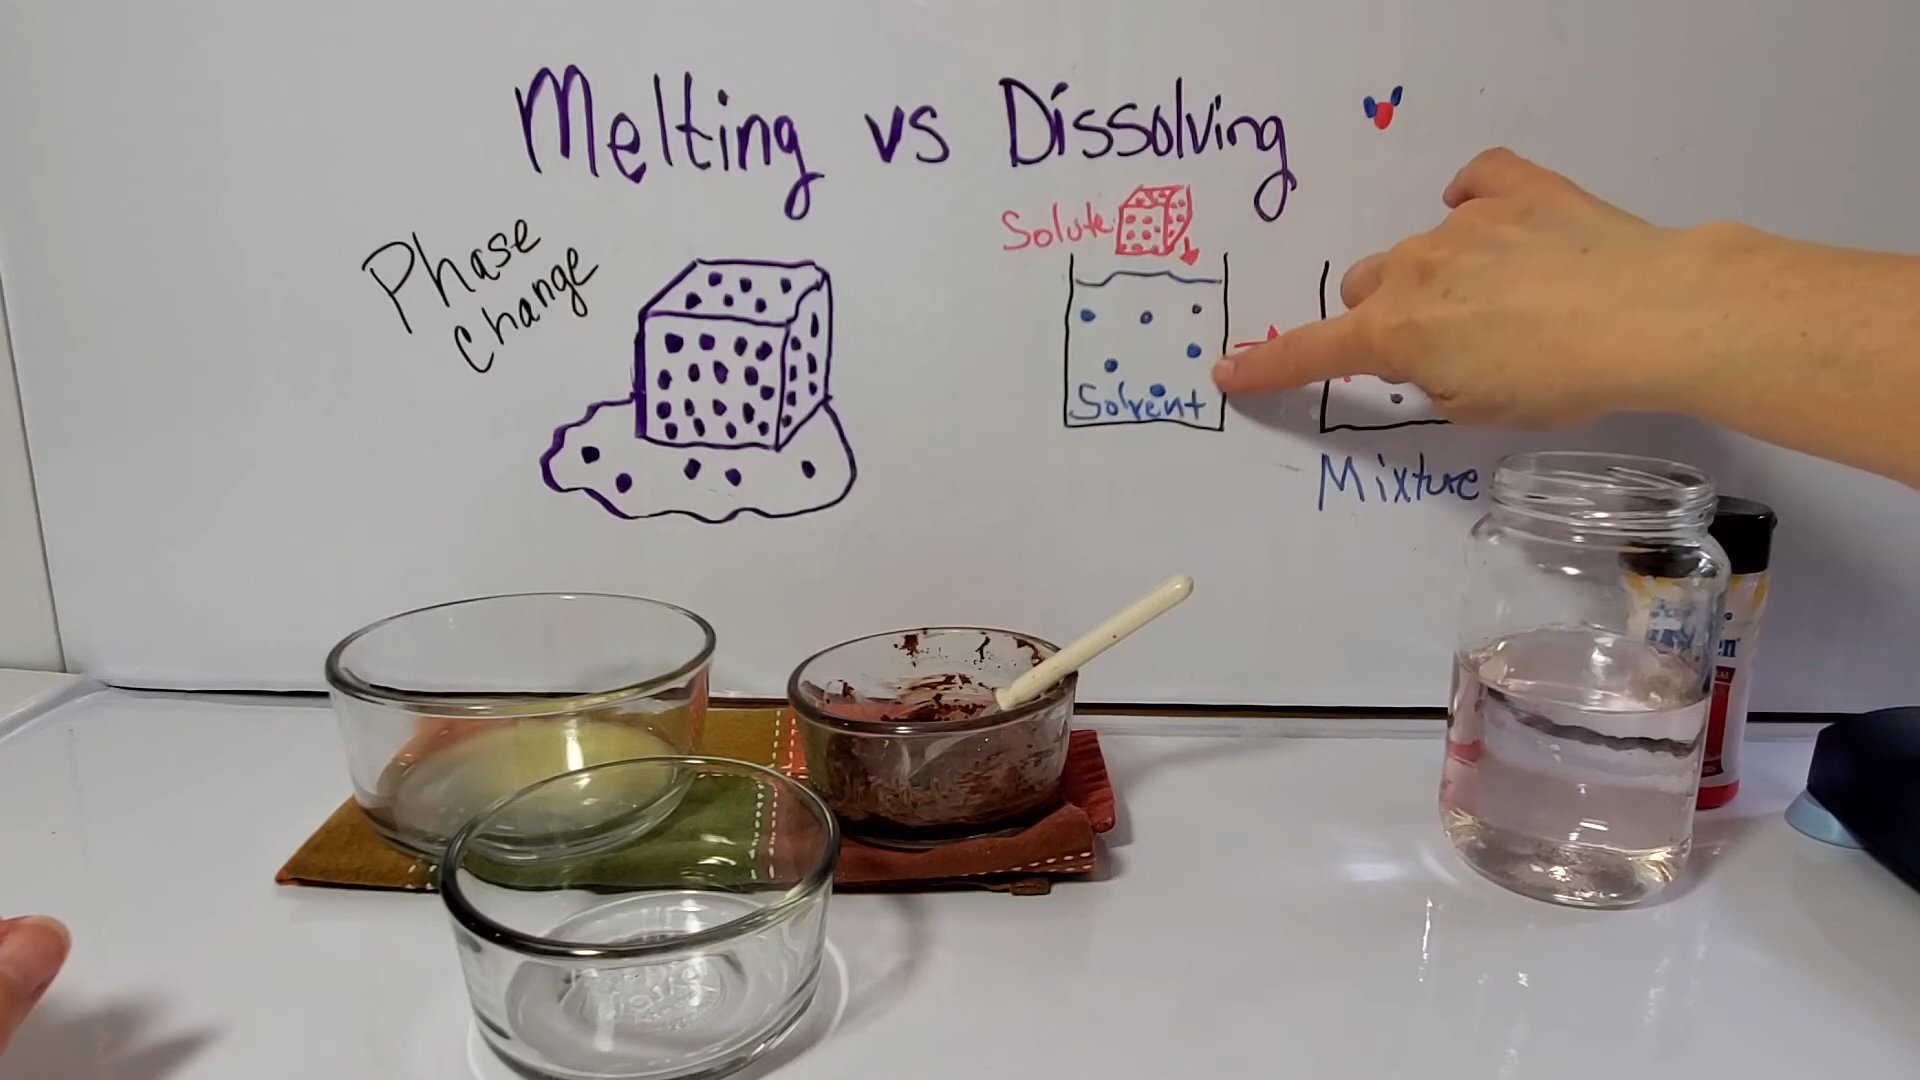 Melting vs Dissolving
Phase
change
Solute
Solvent
Mixture